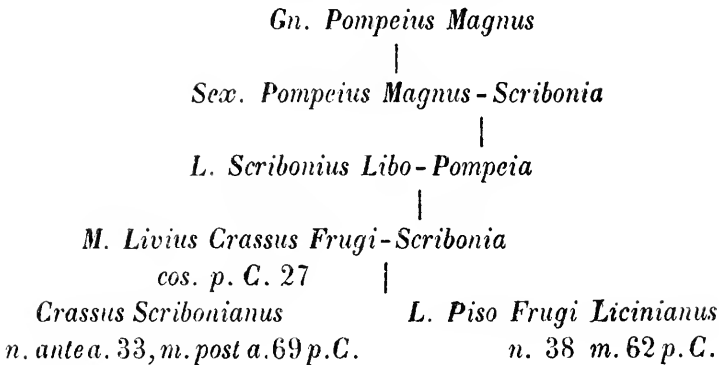 Gn. Pompeius Magnus
Sex. Pompeius Magnus - Scribonia
L. Scribonius Libo - Pompeia
M. Livius Crassus Frugi - Scribonia
cos. p. C. 27
Crassus Scribonianus L. Piso Frugi Licinianus
n. ante a. 33, m. post a. 69 p. C. n. 38 m. 62 p. C.